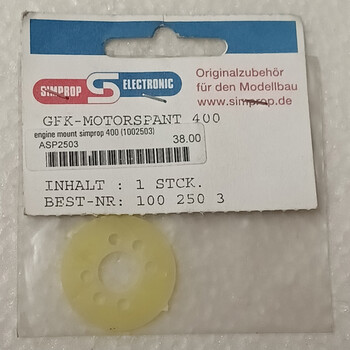 SIMPROP ELECTRONIC
S
Originalzubehör
für den Modellbau
www.simprop.de
GFK-MOTORSPANT 400
engine mount simprop 400 (1002503)
ASP2503 38.00
INHALT : 1 STCK.
BEST-NR: 100 250 3